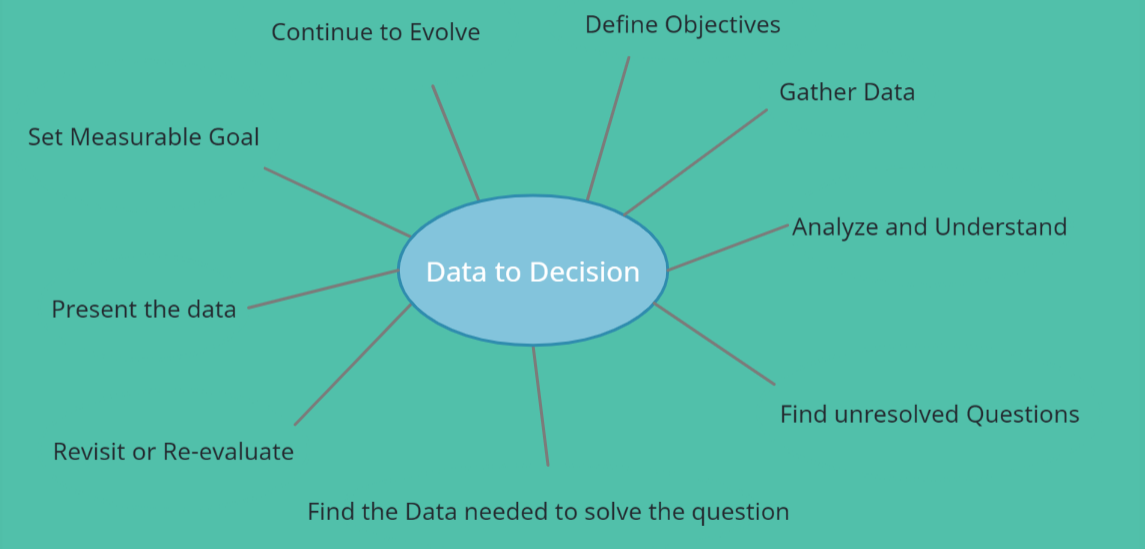 Continue to Evolve
Define Objectives
Gather Data
Set Measurable Goal
Analyze and Understand
Data to Decision
Present the data
Find unresolved Questions
Revisit or Re-evaluate
Find the Data needed to solve the question